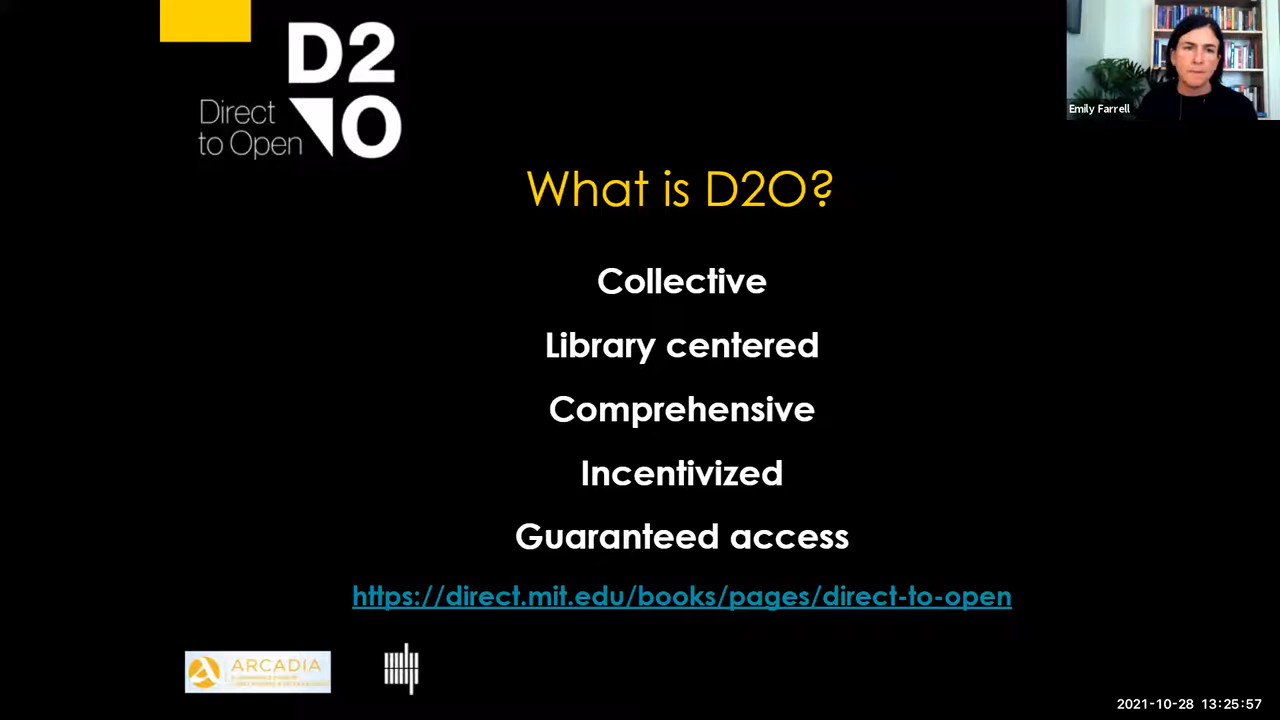 D2
Direct
to Open
O
Emily Farrell
What is D2O?
Collective
Library centered
Comprehensive
Incentivized
Guaranteed access
https://direct.mit.edu/books/pages/direct-to-open
ARCADIA
2021-10-28 13:25:57